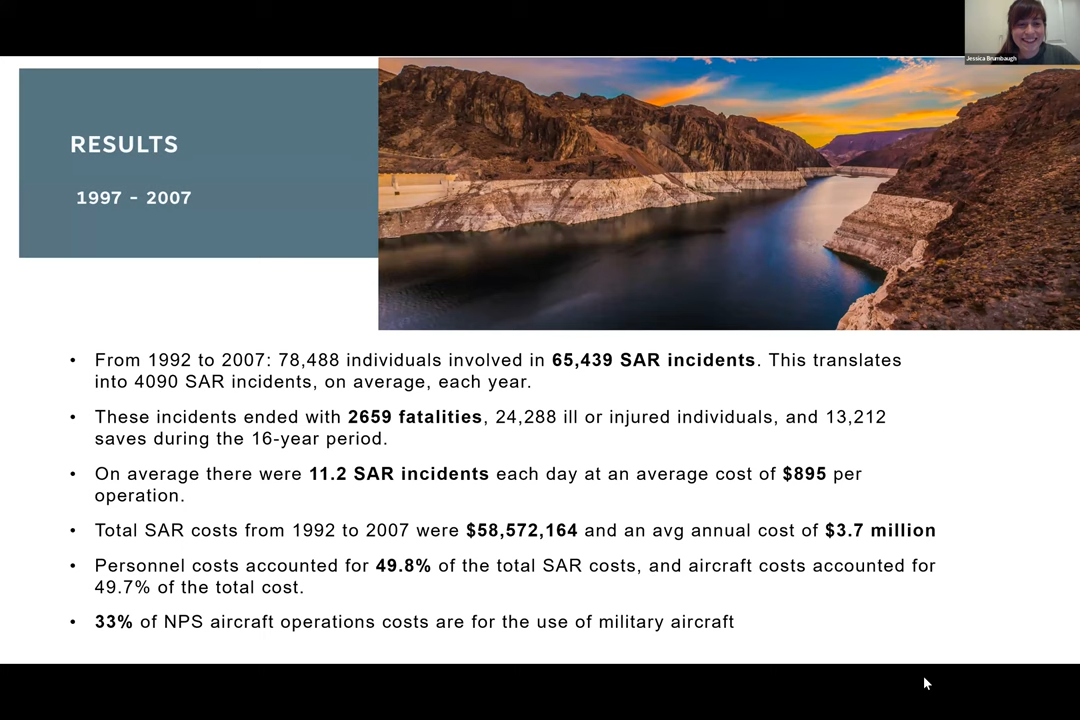 Jessica Brumbaugh
RESULTS
1997 - 2007
• From 1992 to 2007: 78,488 individuals involved in 65,439 SAR incidents. This translates
into 4090 SAR incidents, on average, each year.
• These incidents ended with 2659 fatalities, 24,288 ill or injured individuals, and 13,212
saves during the 16-year period.
• On average there were 11.2 SAR incidents each day at an average cost of $895 per
operation.
• Total SAR costs from 1992 to 2007 were $58,572,164 and an avg annual cost of $3.7 million
• Personnel costs accounted for 49.8% of the total SAR costs, and aircraft costs accounted for
49.7% of the total cost.
• 33% of NPS aircraft operations costs are for the use of military aircraft